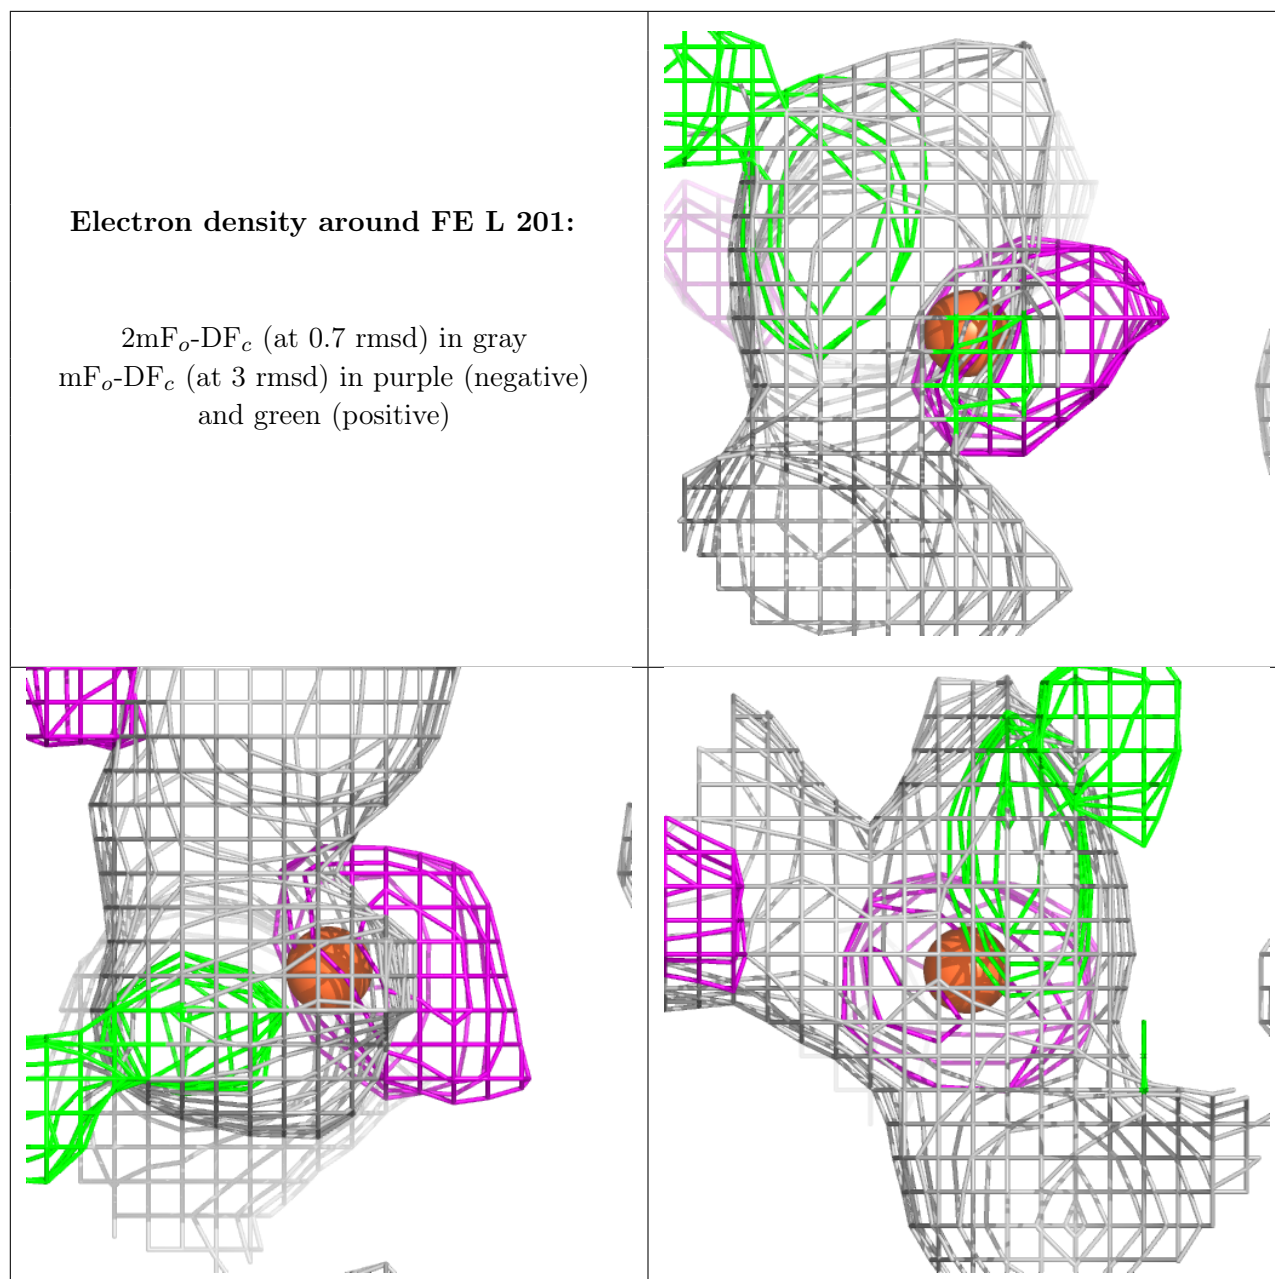 Electron density around FE L 201:
2mFo-DFc (at 0.7 rmsd) in gray
mFo-DFc (at 3 rmsd) in purple (negative)
and green (positive)